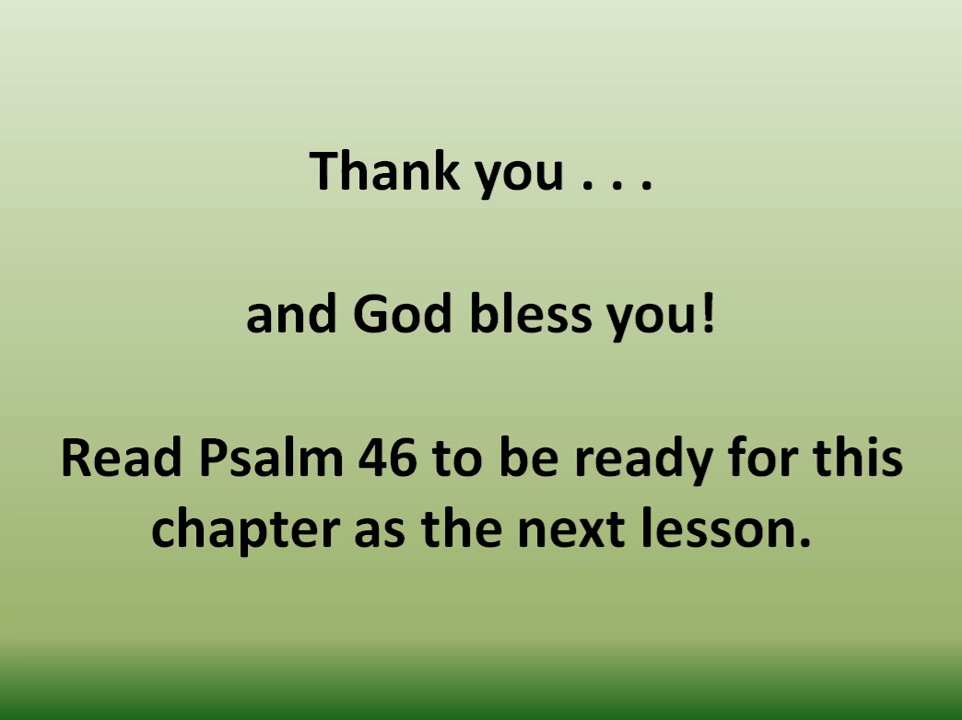 Thank you . . .
and God bless you!
Read Psalm 46 to be ready for this
chapter as the next lesson.